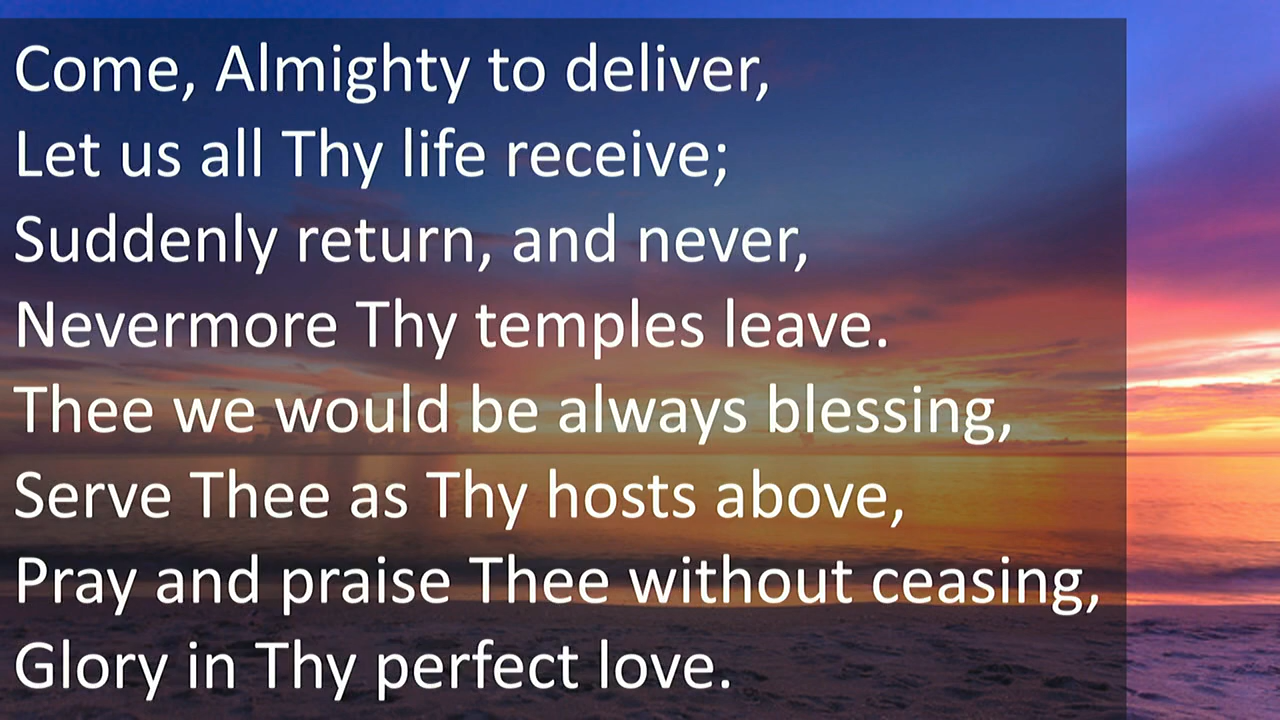 Come, Almighty to deliver,
Let us all Thy life receive;
Suddenly return, and never,
Nevermore Thy temples leave.
Thee we would be always blessing,
Serve Thee as Thy hosts above,
Pray and praise Thee without ceasing,
Glory in Thy perfect love.